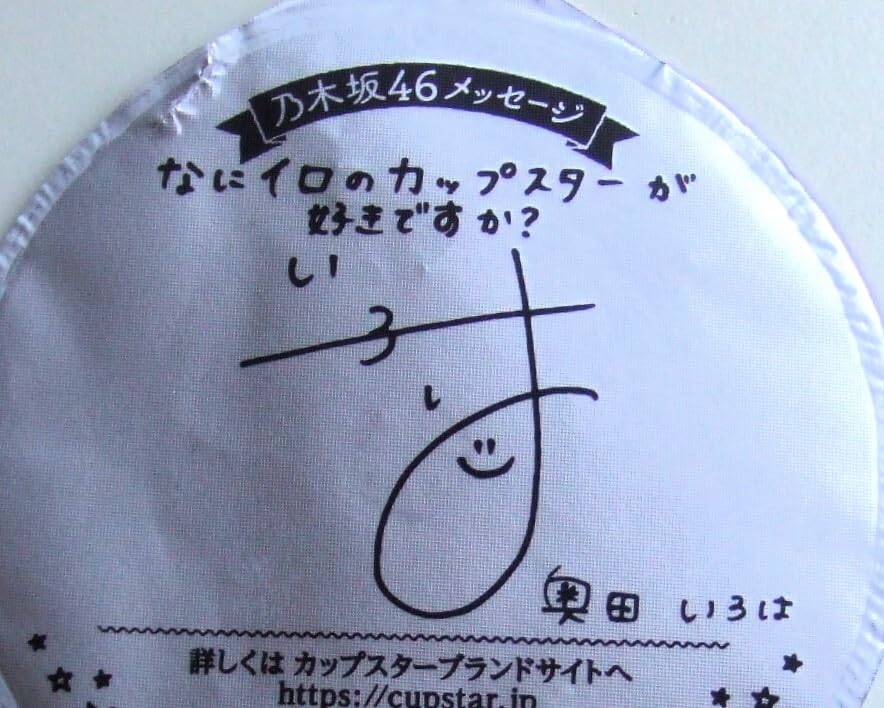 乃木坂46メッセージ
なにイロのカップスターが
好きですか?
奥田 いろは
詳しくは カップスターブランドサイトへ
https://cupstar.jp